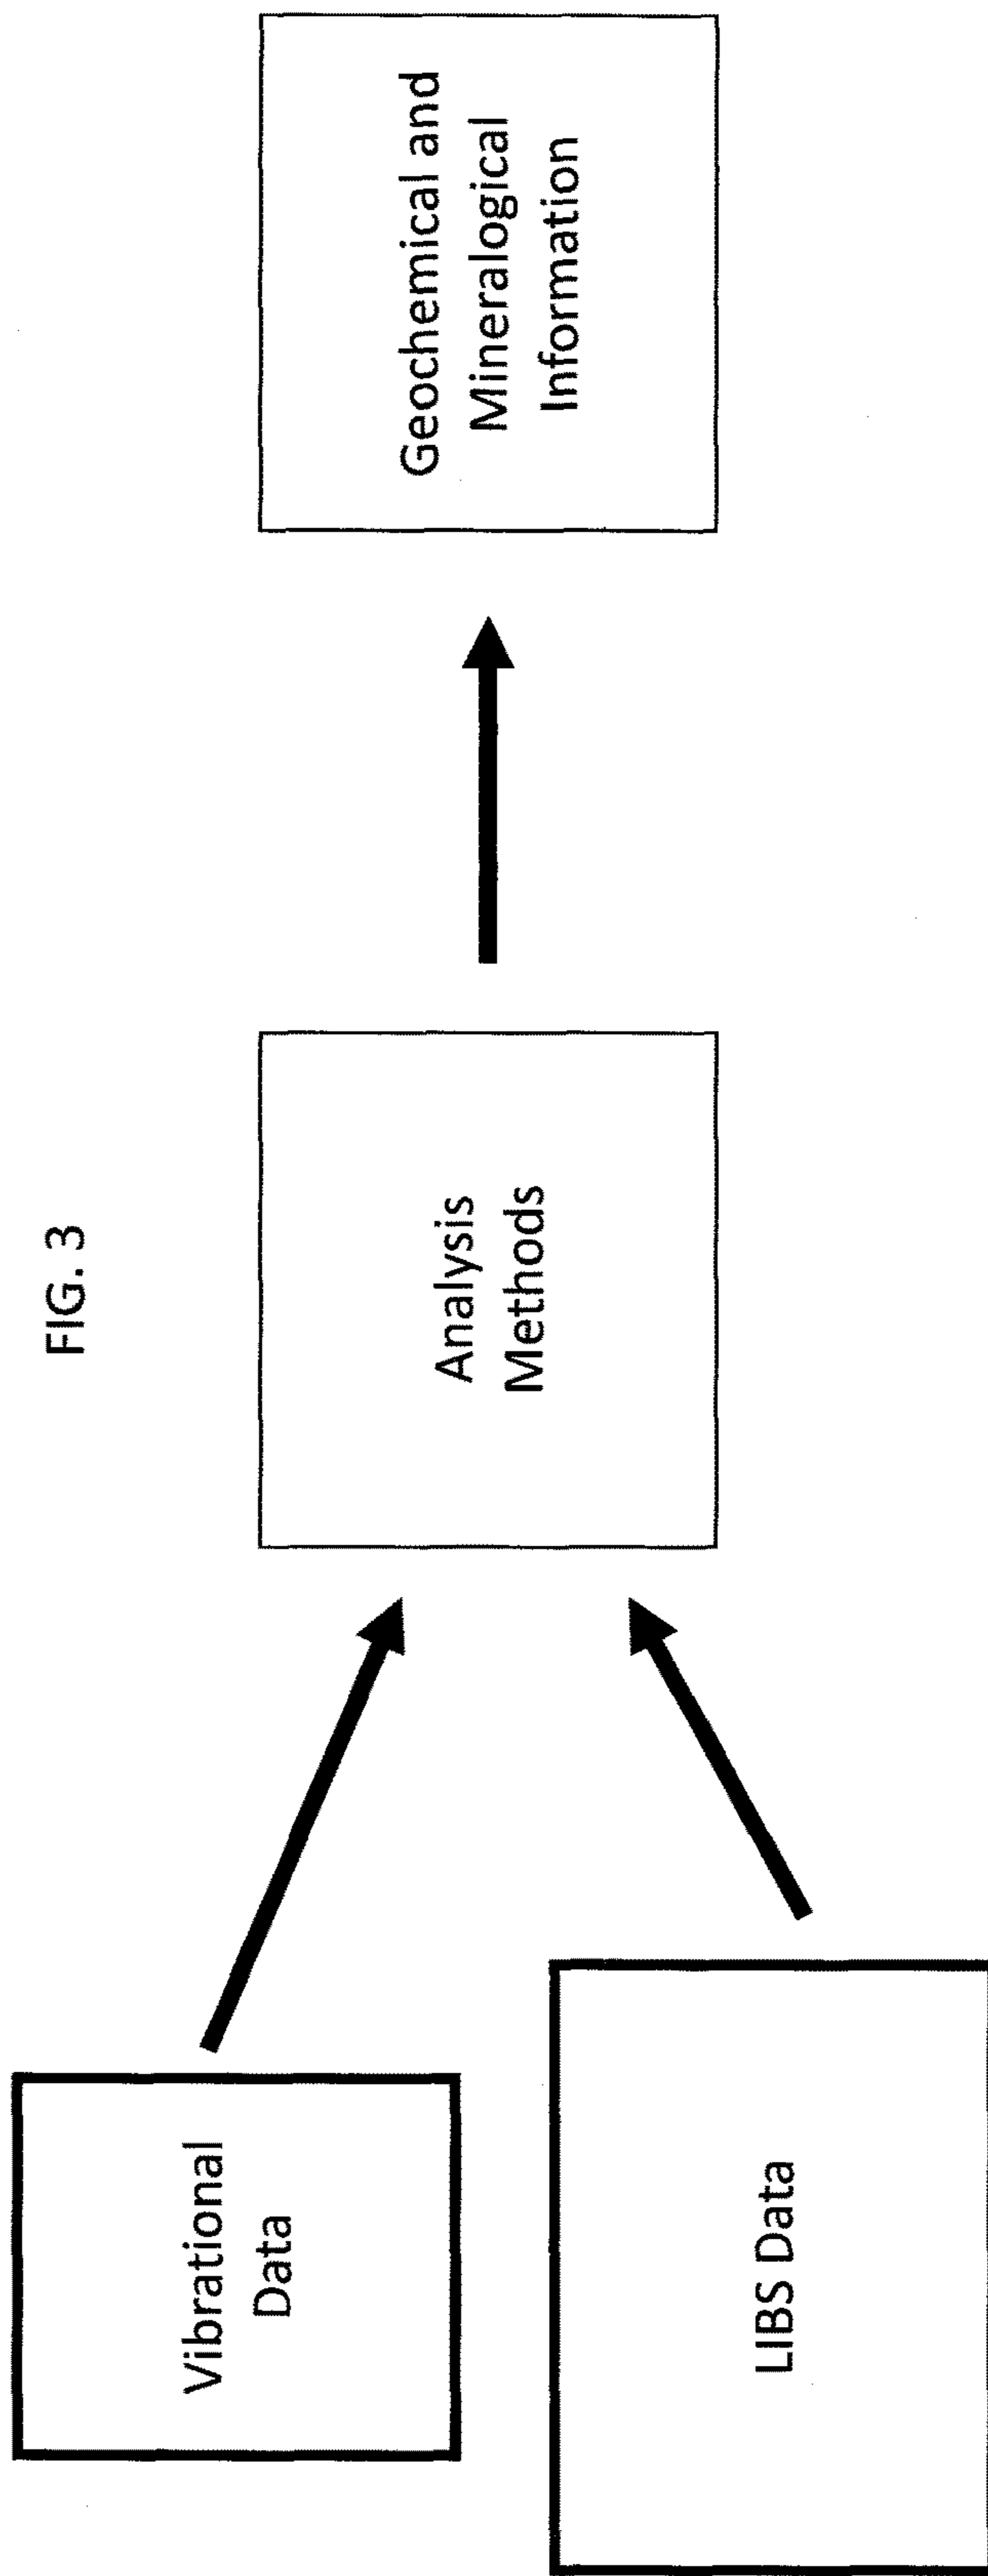 FIG. 3
Vibrational
Data
LIBS Data
Analysis
Methods
Geochemical and
Mineralogical
Information